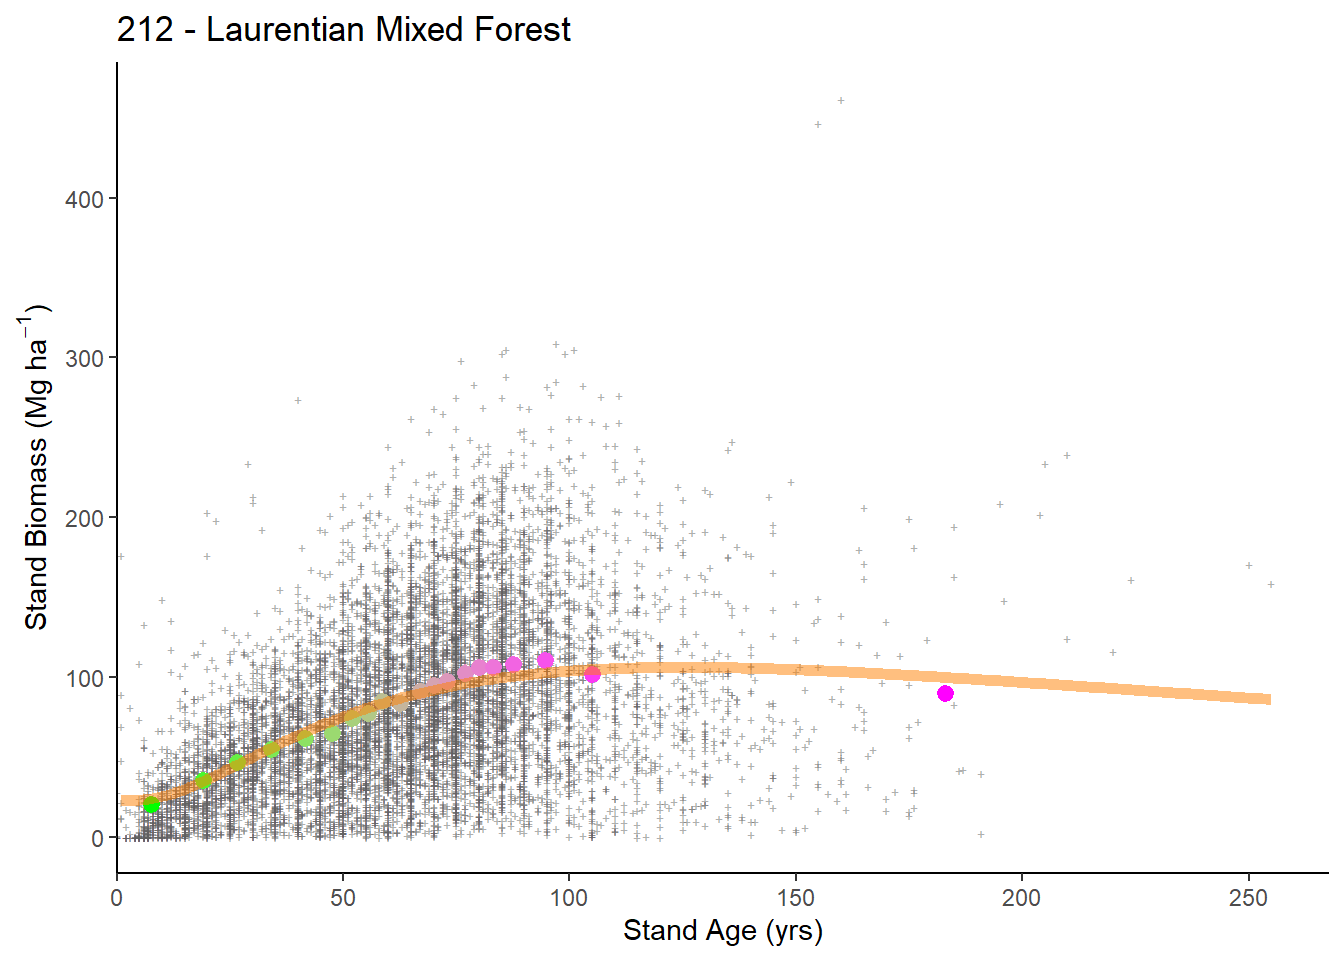 212 - Laurentian Mixed Forest
Stand Biomass (Mg ha⁻¹)
400
300
200
100
0
0 50 100 150 200 250
Stand Age (yrs)